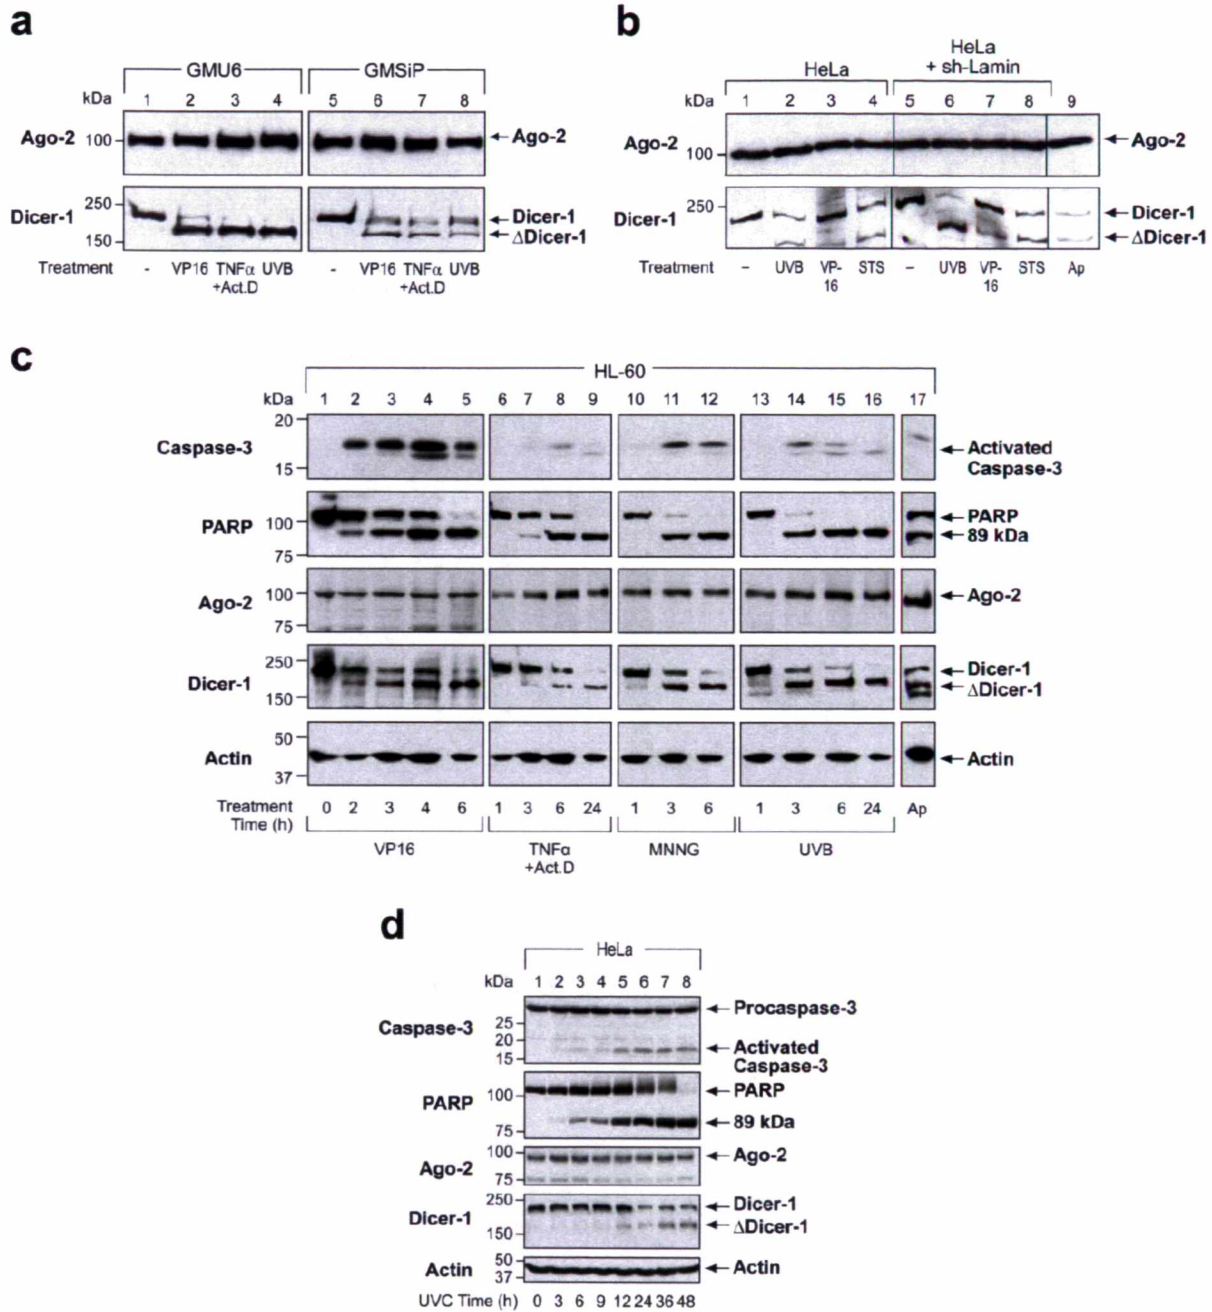 a
GMU6 GMSiP
kDa 1 2 3 4 5 6 7 8
Ago-2 100 Ago-2
250
Dicer-1 Dicer-1
150 ΔDicer-1
Treatment - VP16 TNFα UVB - VP16 TNFα UVB
+Act.D +Act.D
b
HeLa
HeLa + sh-Lamin
kDa 1 2 3 4 5 6 7 8 9
Ago-2 Ago-2
100
250
Dicer-1 Dicer-1
ΔDicer-1
Treatment – UVB VP- STS – UVB VP- STS Ap
16 16
c
HL-60
kDa 1 2 3 4 5 6 7 8 9 10 11 12 13 14 15 16 17
20
Caspase-3 Activated
15 Caspase-3
PARP 100 PARP
89 kDa
75
Ago-2 100 Ago-2
75
250 Dicer-1
Dicer-1 ΔDicer-1
150
50
Actin Actin
37
Treatment 0 2 3 4 6 1 3 6 24 1 3 6 1 3 6 24 Ap
Time (h)
VP16 TNFα MNNG UVB
+Act.D
d
HeLa
kDa 1 2 3 4 5 6 7 8
Procaspase-3
Caspase-3 25
20 Activated
15 Caspase-3
PARP 100 PARP
89 kDa
75
100 Ago-2
Ago-2 75
250 Dicer-1
Dicer-1 ΔDicer-1
150
50 Actin
Actin 37
UVC Time (h) 0 3 6 9 12 24 36 48